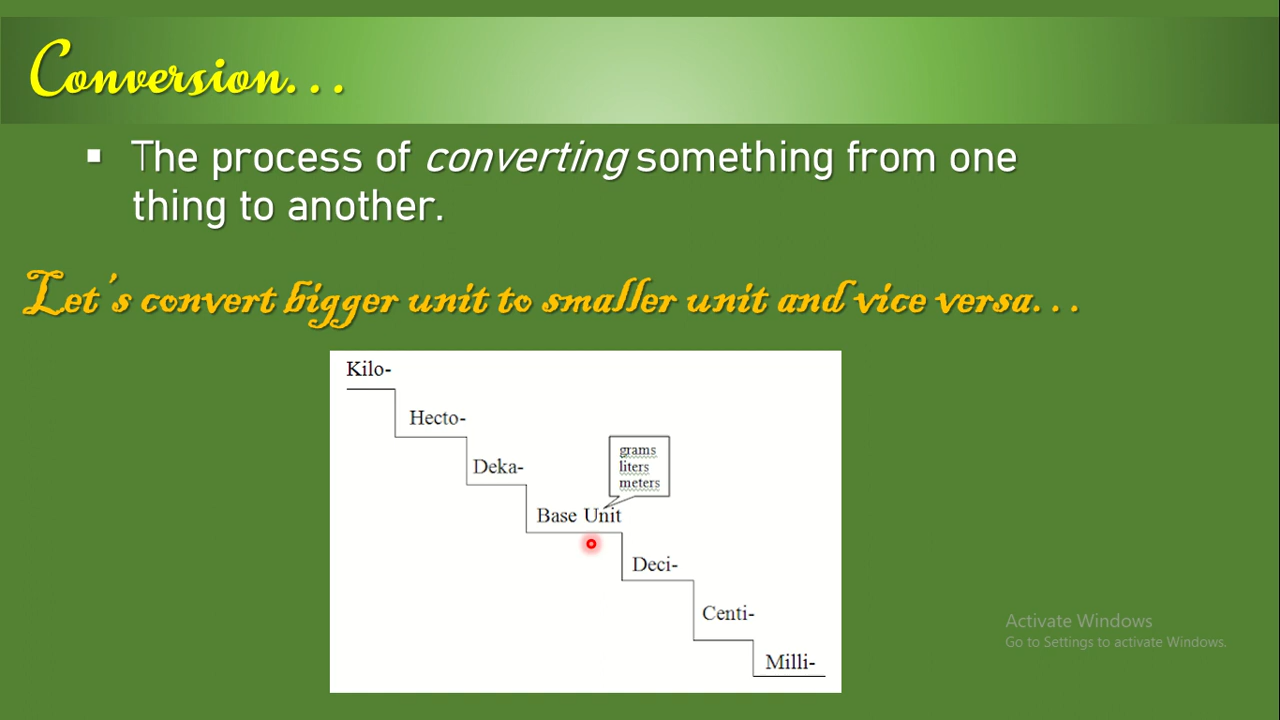 Conversion...
▪ The process of converting something from one
thing to another.
Let's convert bigger unit to smaller unit and vice versa...
Kilo-
Hecto-
Deka-
grams
liters
meters
Base Unit
Deci-
Centi-
Milli-
Activate Windows
Go to Settings to activate Windows.